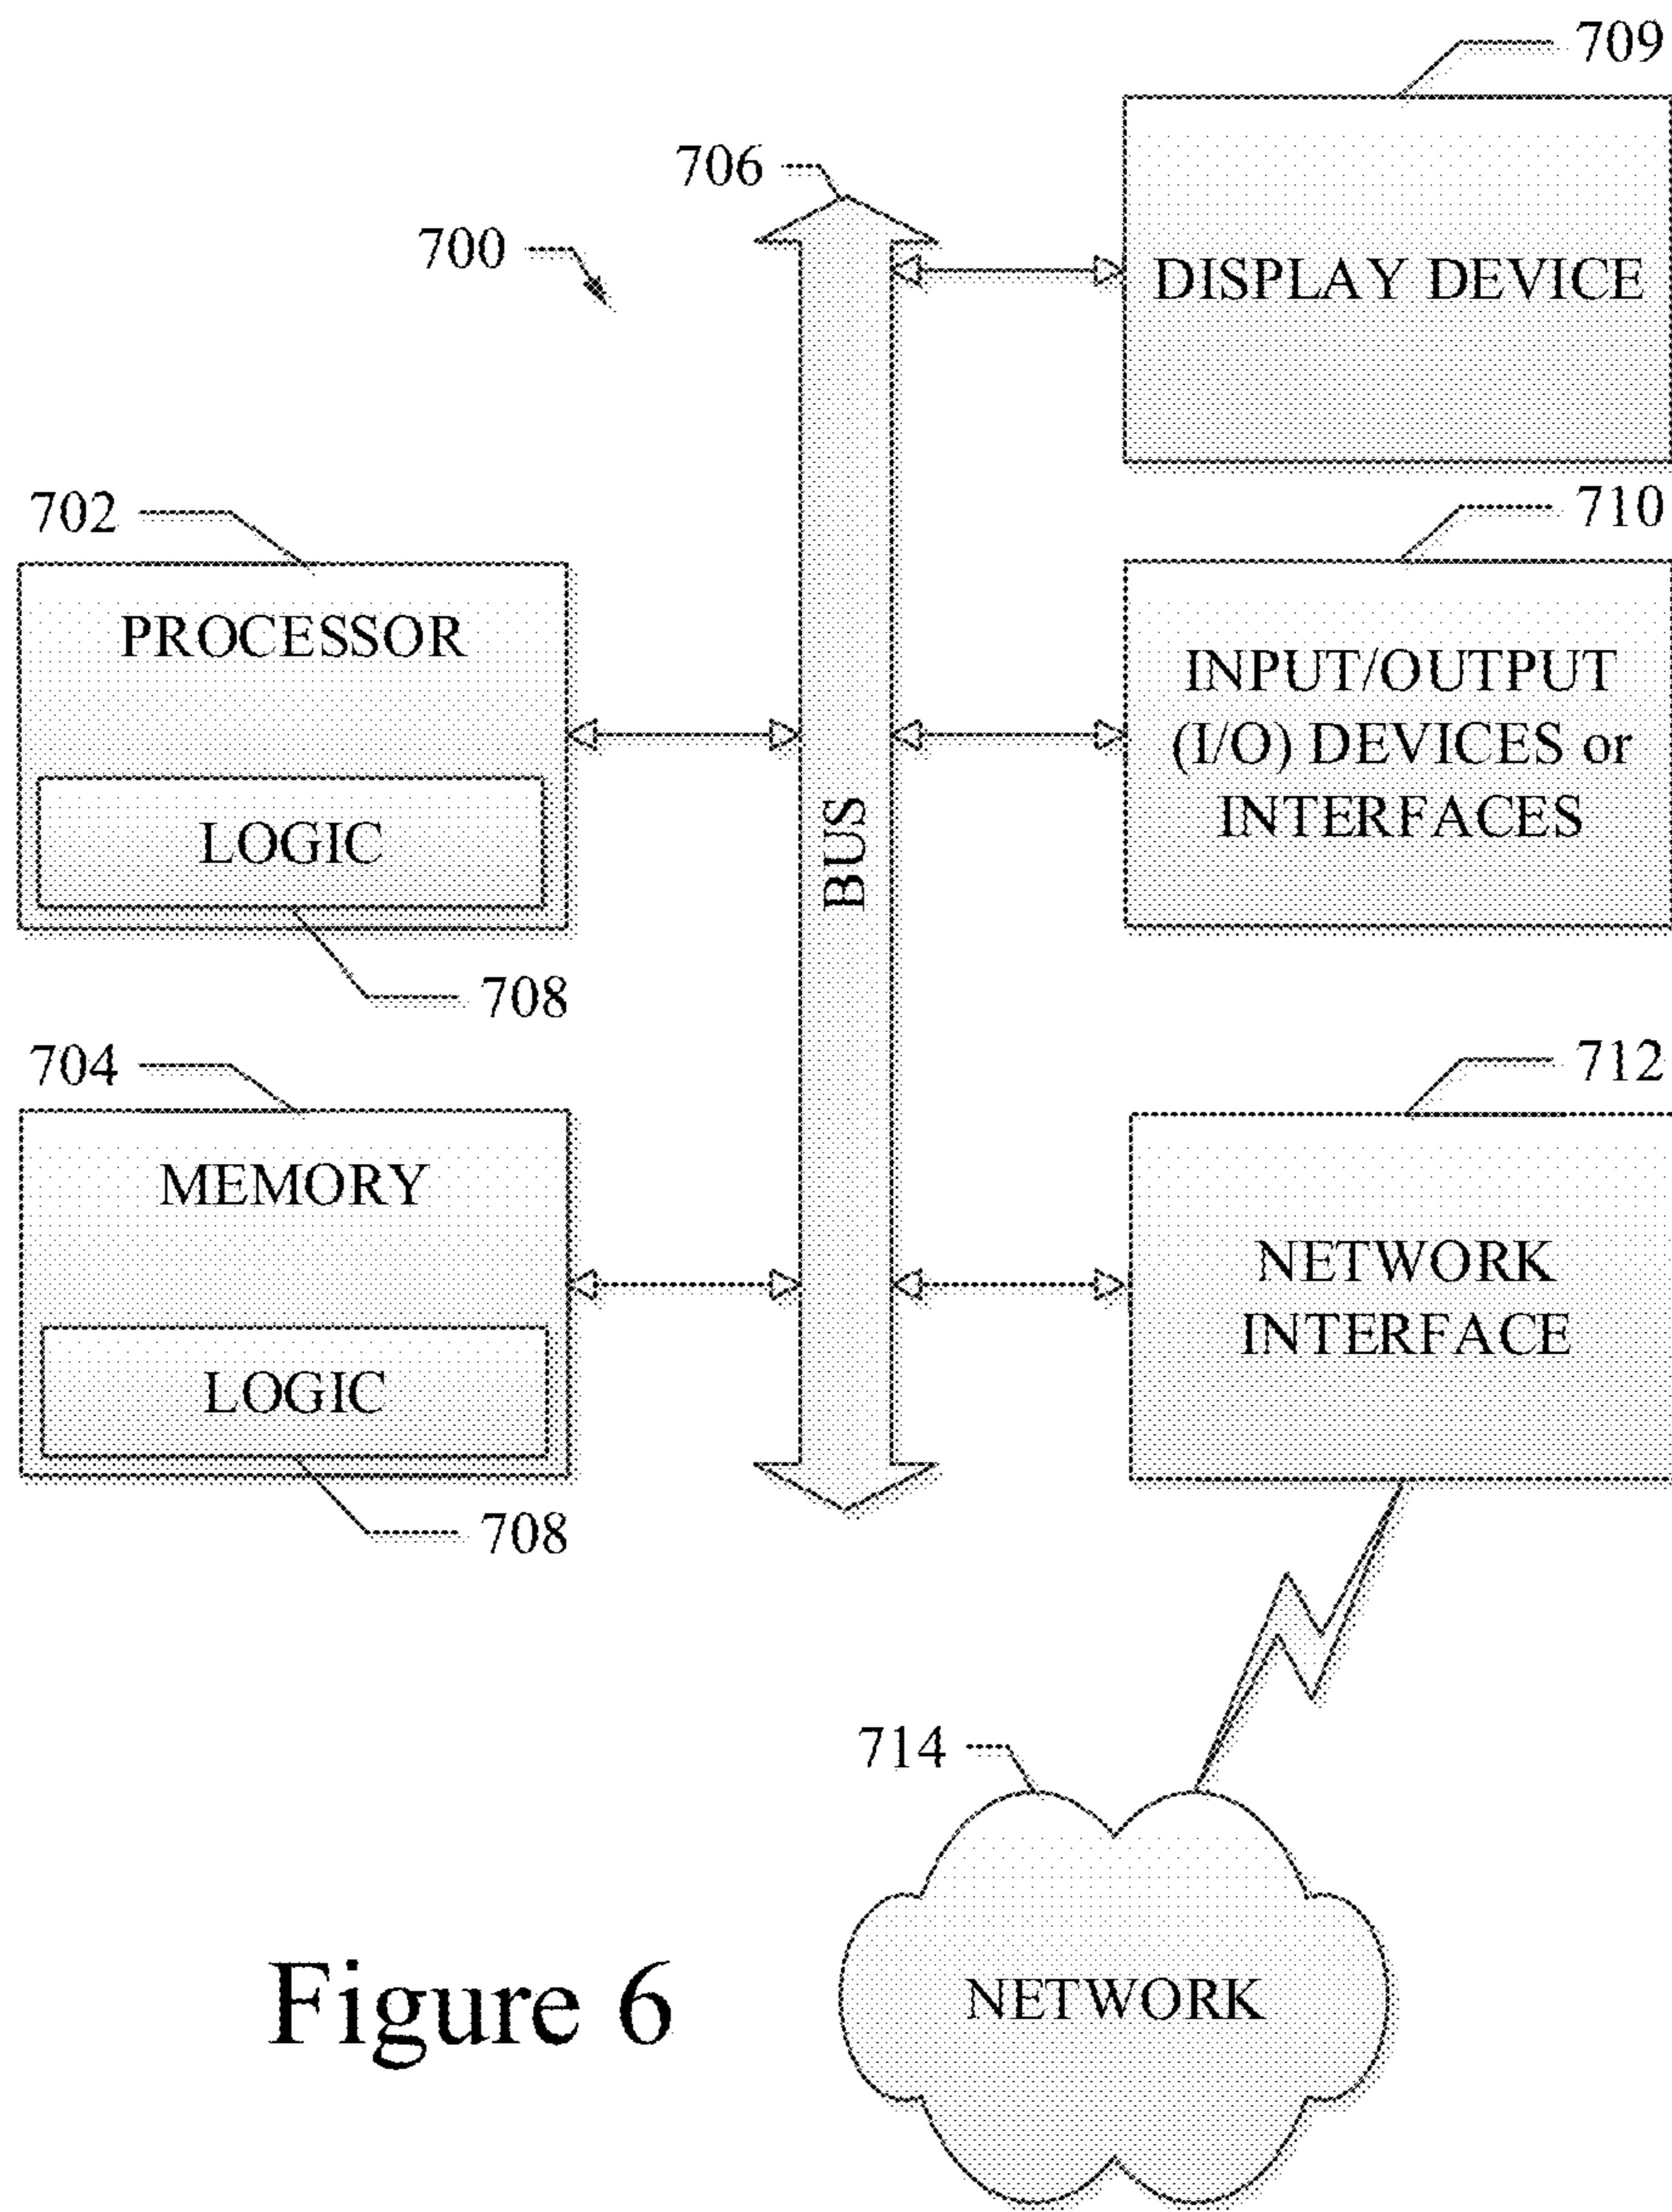 709
706
700
DISPLAY DEVICE
702
710
PROCESSOR
INPUT/OUTPUT
(I/O) DEVICES or
INTERFACES
LOGIC
BUS
708
704
712
MEMORY
NETWORK
INTERFACE
LOGIC
708
714
NETWORK
Figure 6